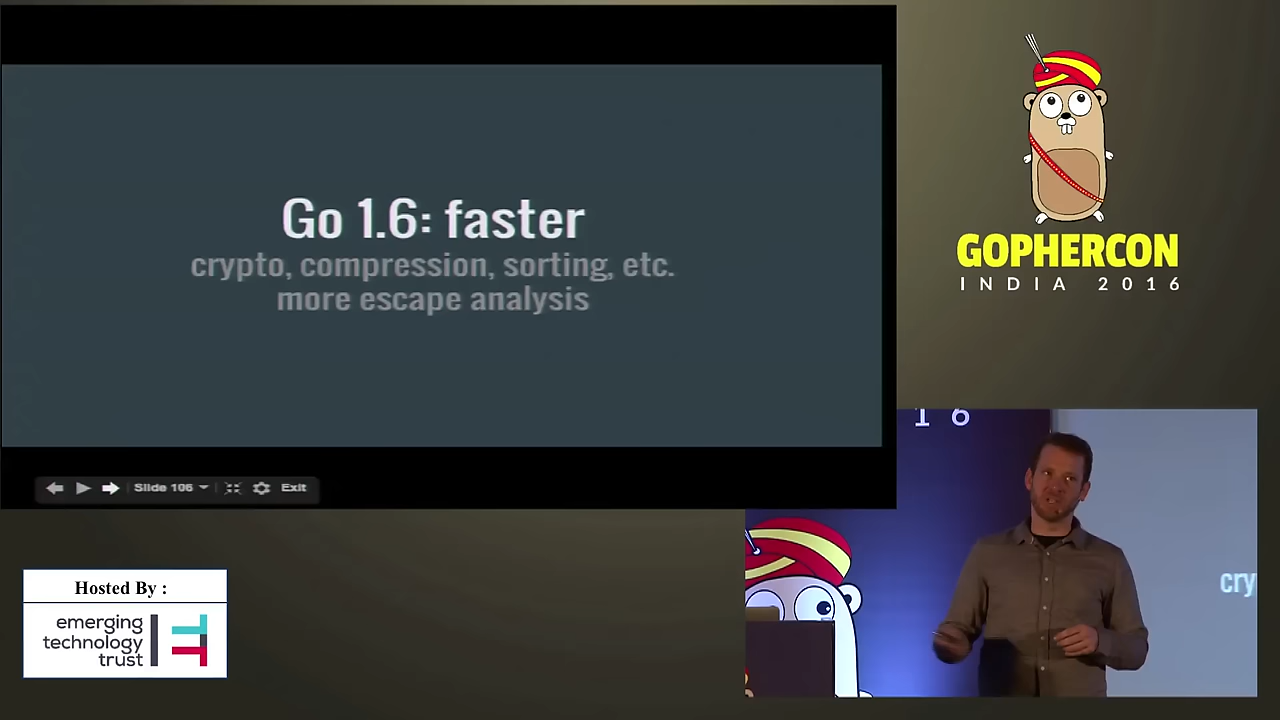 Go 1.6: faster
crypto, compression, sorting, etc.
more escape analysis
Slide 106
Exit
GOPHERCON
INDIA 2016
1 6
cry
Hosted By :
emerging
technology
trust